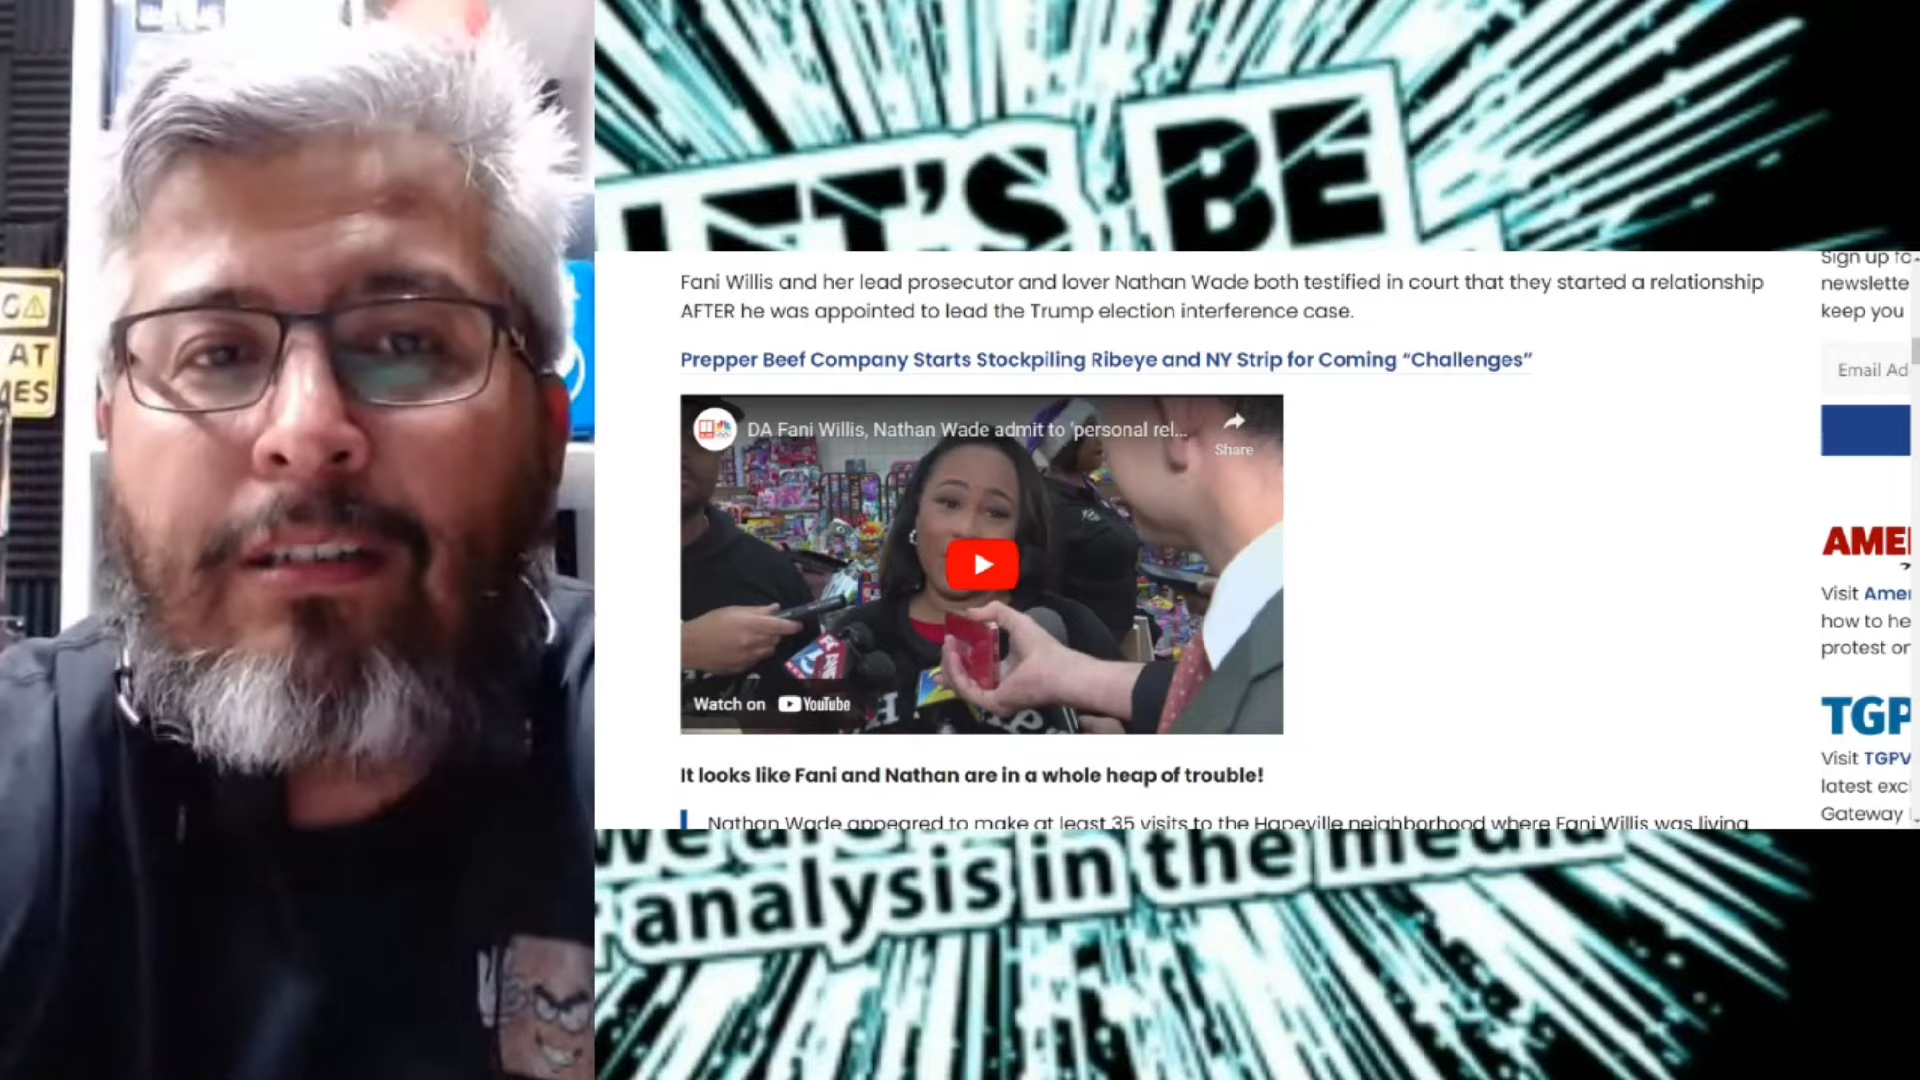 G
AT
MES
LET'S BE
Fani Willis and her lead prosecutor and lover Nathan Wade both testified in court that they started a relationship
AFTER he was appointed to lead the Trump election interference case.
Prepper Beef Company Starts Stockpiling Ribeye and NY Strip for Coming “Challenges”
DA Fani Willis, Nathan Wade admit to 'personal rel...
Share
Watch on YouTube
It looks like Fani and Nathan are in a whole heap of trouble!
Nathan Wade appeared to make at least 35 visits to the Hapeville neighborhood where Fani Willis was living
Sign up fo
newslette
keep you
Email Ad
AME
Visit Amer
how to he
protest or
TGP
Visit TGPV
latest exc
Gateway
we are
analysis in the media